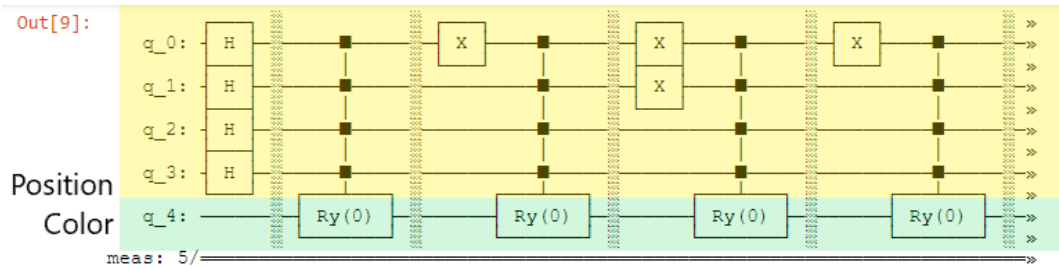 Out[9]:
»
q_0: H X X X »
»
q_1: H X »
»
q_2: H »
»
q_3: H »
Position »
Color q_4: Ry(0) Ry(0) Ry(0) Ry(0) »
»
meas: 5/ »